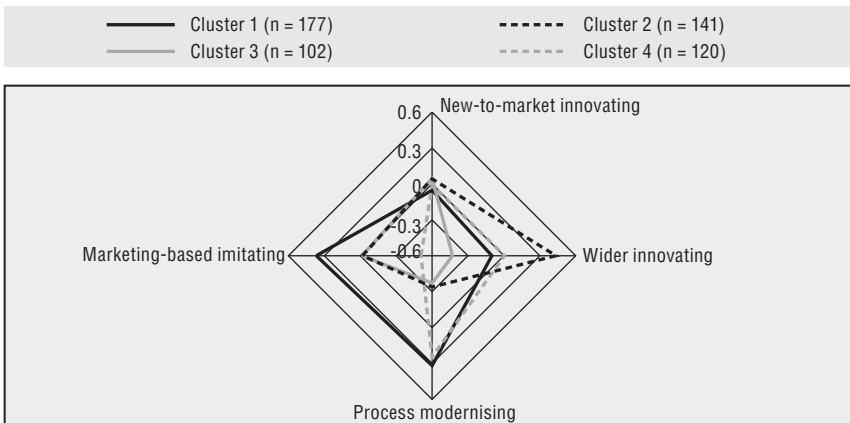 Cluster 1 (n = 177) Cluster 2 (n = 141)
Cluster 3 (n = 102) Cluster 4 (n = 120)
0.6 New-to-market innovating
0.3
0
-0.3
-0.6
Marketing-based imitating Wider innovating
Process modernising